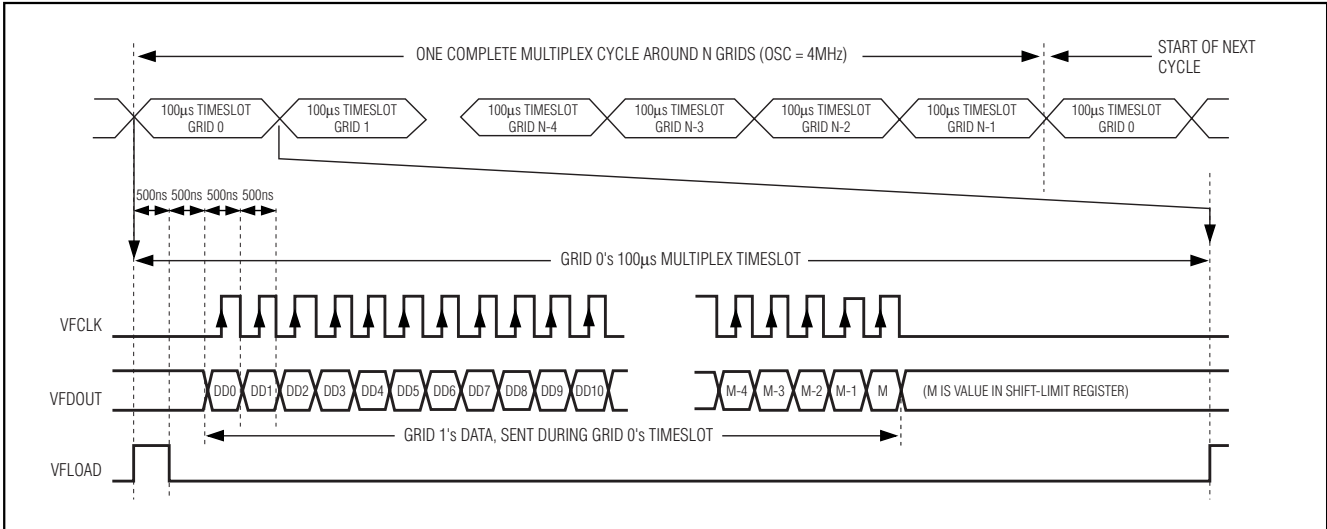 ONE COMPLETE MULTIPLEX CYCLE AROUND N GRIDS (OSC = 4MHz)
START OF NEXT
CYCLE
100μs TIMESLOT
GRID 0
100μs TIMESLOT
GRID 1
100μs TIMESLOT
GRID N-4
100μs TIMESLOT
GRID N-3
100μs TIMESLOT
GRID N-2
100μs TIMESLOT
GRID N-1
100μs TIMESLOT
GRID 0
500ns 500ns 500ns 500ns
GRID 0's 100μs MULTIPLEX TIMESLOT
VFCLK
VFDOUT
DD0 DD1 DD2 DD3 DD4 DD5 DD6 DD7 DD8 DD9 DD10
M-4 M-3 M-2 M-1 M
(M IS VALUE IN SHIFT-LIMIT REGISTER)
GRID 1's DATA, SENT DURING GRID 0's TIMESLOT
VFLOAD